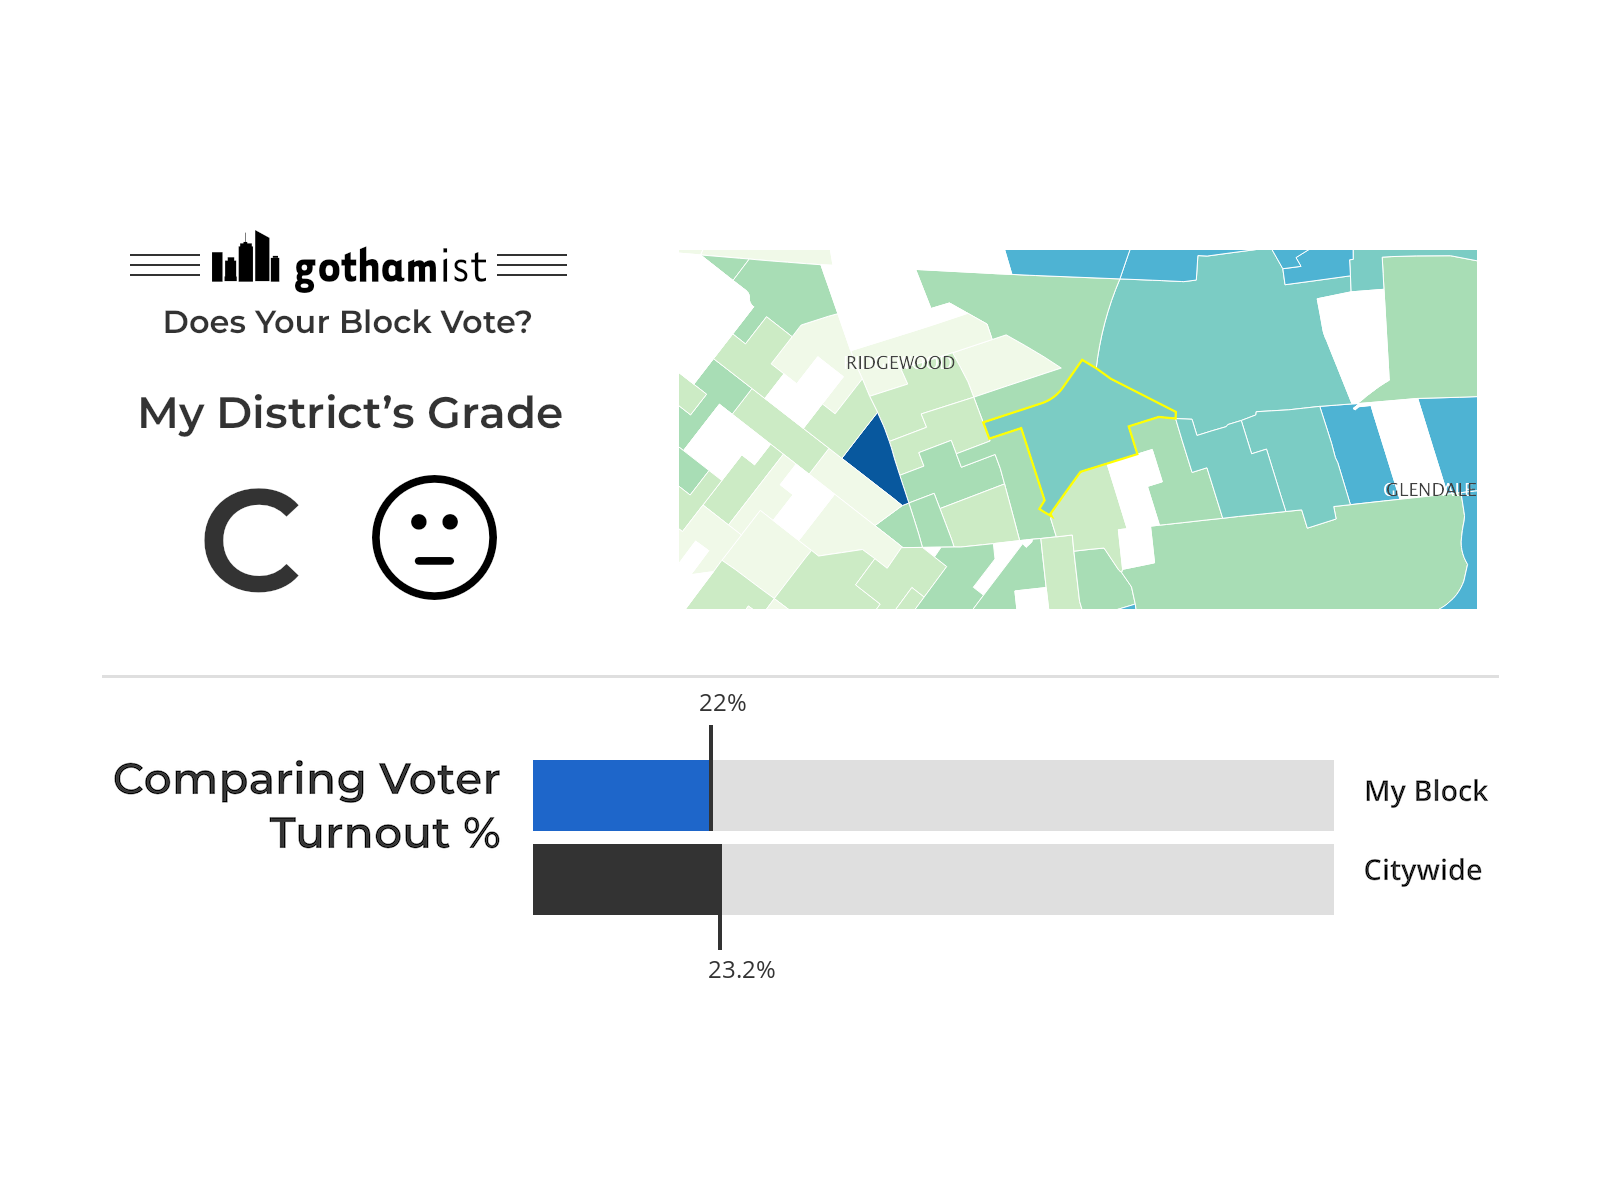 gothamist
Does Your Block Vote?
My District’s Grade
C
RIDGEWOOD
GLENDALE
22%
Comparing Voter
Turnout %
My Block
Citywide
23.2%